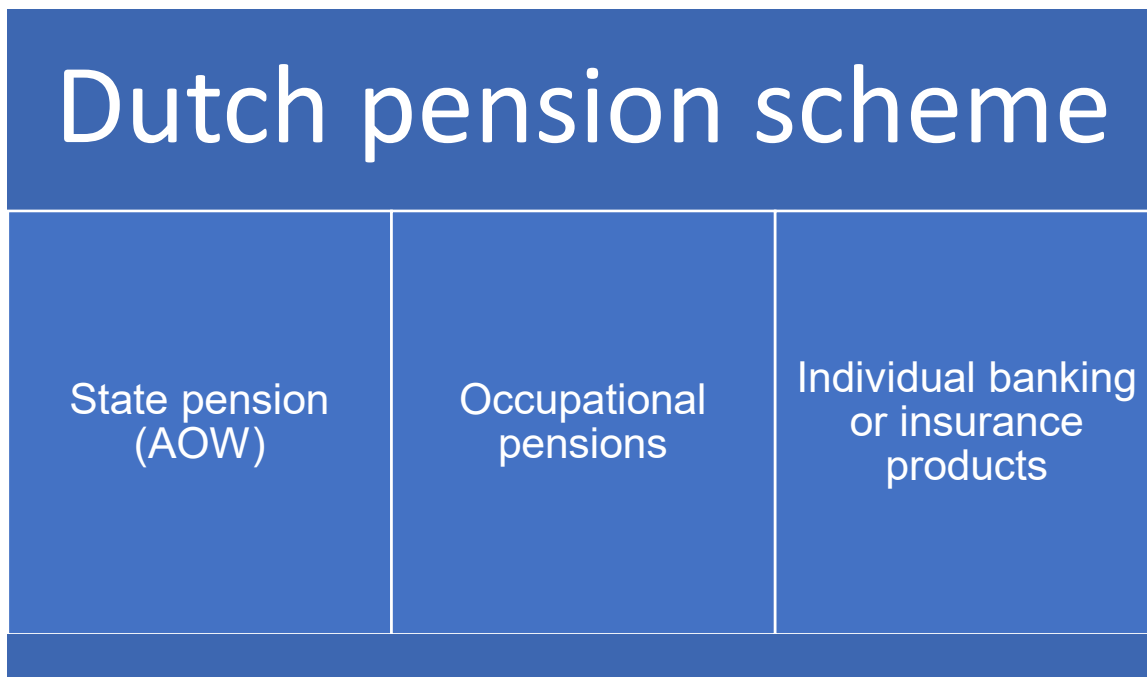 Dutch pension scheme
State pension
(AOW)
Occupational
pensions
Individual banking
or insurance
products